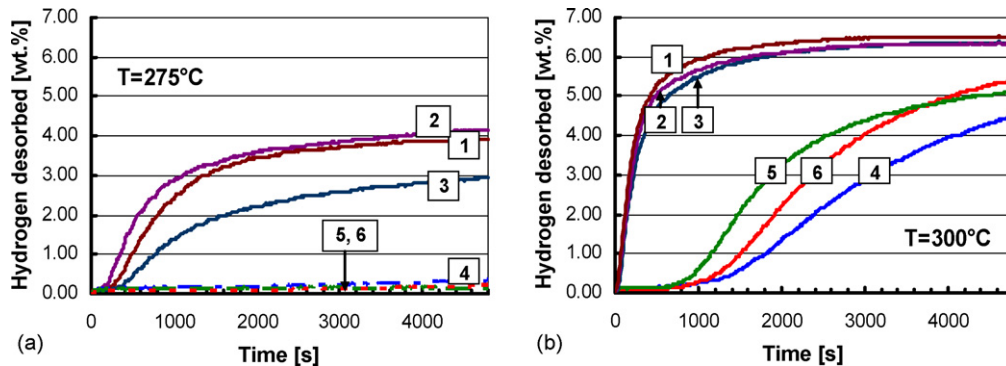 7.00
6.00
5.00
4.00
3.00
2.00
1.00
0.00
Hydrogen desorbed [wt.%]
T=275°C
2
1
3
5, 6
4
0 1000 2000 3000 4000
Time [s]
(a)
7.00
6.00
5.00
4.00
3.00
2.00
1.00
0.00
Hydrogen desorbed [wt.%]
1
2 3
5 6 4
T=300°C
0 1000 2000 3000 4000
Time [s]
(b)